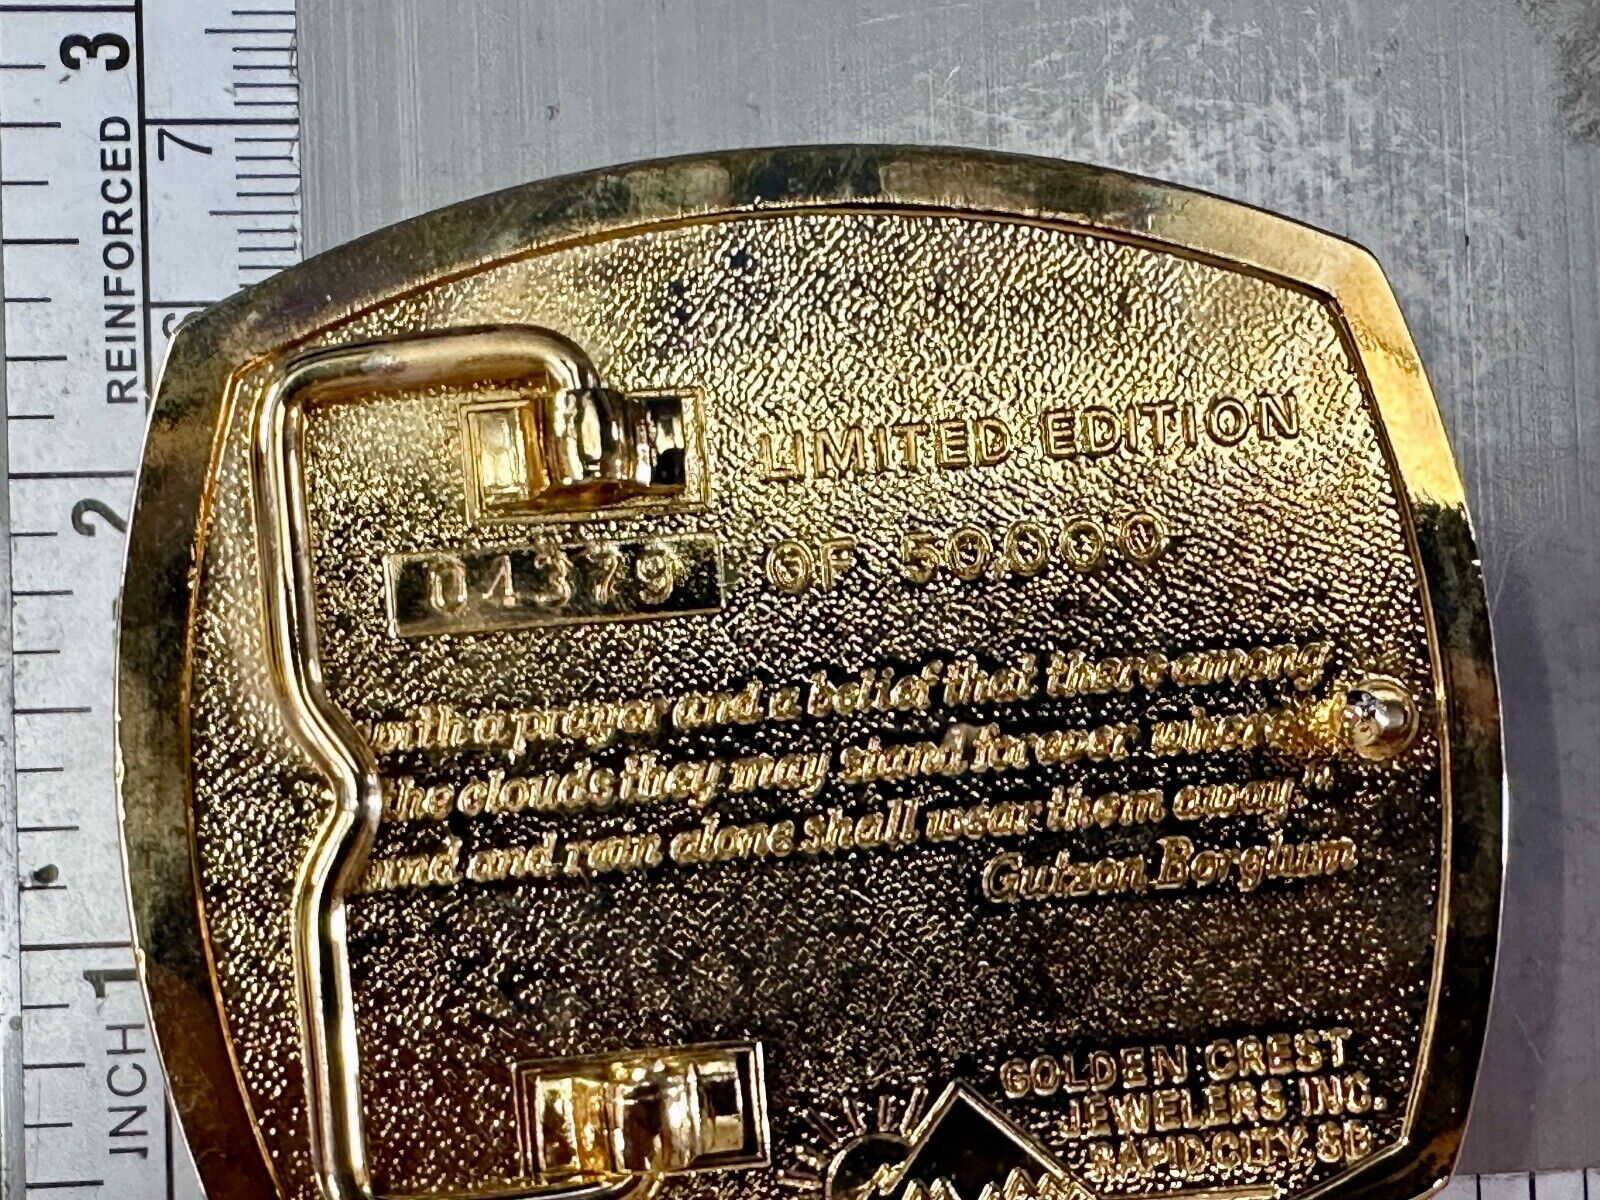 3
REINFORCED
7
6
2
1
INCH
LIMITED EDITION
04379 OF 50,000
with a prayer and a belief that there among
the clouds they may stand forever, where
wind and rain alone shall wear them away."
Gutzon Borglum
GOLDEN CREST
JEWELERS INC.
RAPID CITY, SD